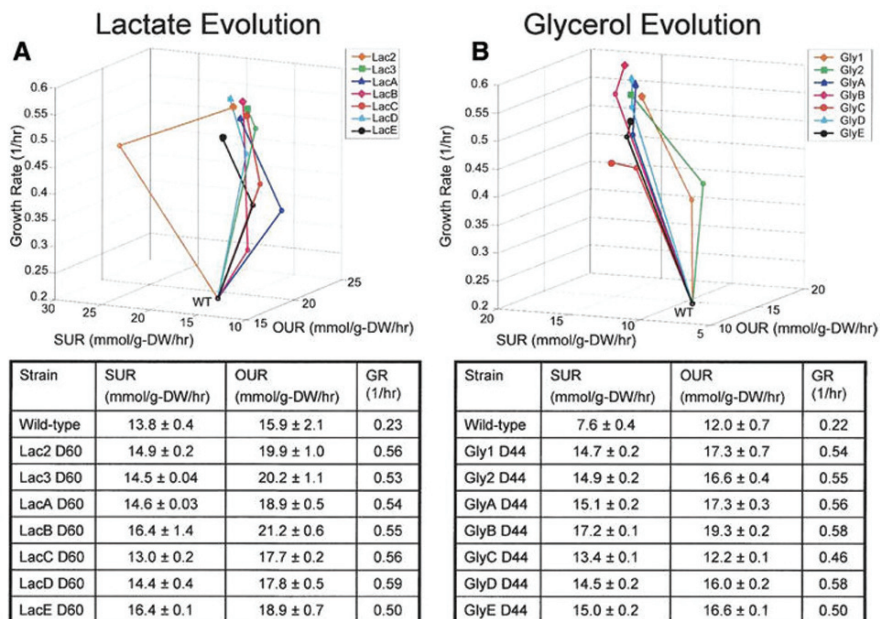 Lactate Evolution
Glycerol Evolution
A
Lac2
Lac3
LacA
LacB
LacC
LacD
LacE
Growth Rate (1/hr)
0.6
0.55
0.5
0.45
0.4
0.35
0.3
0.25
0.2
30
25
20
15
10
SUR (mmol/g-DW/hr)
WT
15
20
25
OUR (mmol/g-DW/hr)
B
Gly1
Gly2
GlyA
GlyB
GlyC
GlyD
GlyE
Growth Rate (1/hr)
0.6
0.55
0.5
0.45
0.4
0.35
0.3
0.25
0.2
20
15
10
5
SUR (mmol/g-DW/hr)
WT
10
15
20
OUR (mmol/g-DW/hr)
Strain SUR (mmol/g-DW/hr) OUR (mmol/g-DW/hr) GR (1/hr)
Wild-type 13.8 ± 0.4 15.9 ± 2.1 0.23
Lac2 D60 14.9 ± 0.2 19.9 ± 1.0 0.56
Lac3 D60 14.5 ± 0.04 20.2 ± 1.1 0.53
LacA D60 14.6 ± 0.03 18.9 ± 0.5 0.54
LacB D60 16.4 ± 1.4 21.2 ± 0.6 0.55
LacC D60 13.0 ± 0.2 17.7 ± 0.2 0.56
LacD D60 14.4 ± 0.4 17.8 ± 0.5 0.59
LacE D60 16.4 ± 0.1 18.9 ± 0.7 0.50
Strain SUR (mmol/g-DW/hr) OUR (mmol/g-DW/hr) GR (1/hr)
Wild-type 7.6 ± 0.4 12.0 ± 0.7 0.22
Gly1 D44 14.7 ± 0.2 17.3 ± 0.7 0.54
Gly2 D44 14.9 ± 0.2 16.6 ± 0.4 0.55
GlyA D44 15.1 ± 0.2 17.3 ± 0.3 0.56
GlyB D44 17.2 ± 0.1 19.3 ± 0.2 0.58
GlyC D44 13.4 ± 0.1 12.2 ± 0.1 0.46
GlyD D44 14.5 ± 0.2 16.0 ± 0.2 0.58
GlyE D44 15.0 ± 0.2 16.6 ± 0.1 0.50